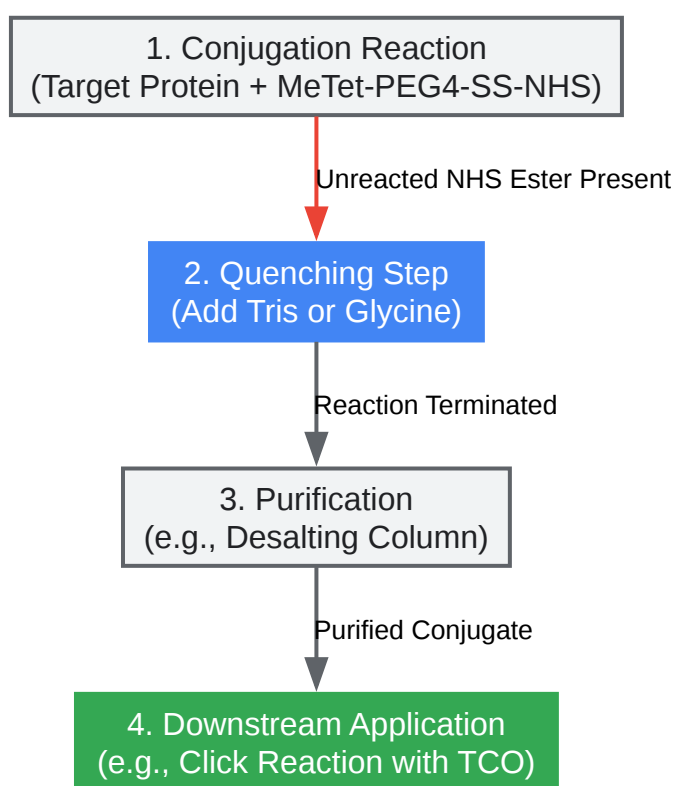 1. Conjugation Reaction
(Target Protein + MeTet-PEG4-SS-NHS)
Unreacted NHS Ester Present
2. Quenching Step
(Add Tris or Glycine)
Reaction Terminated
3. Purification
(e.g., Desalting Column)
Purified Conjugate
4. Downstream Application
(e.g., Click Reaction with TCO)